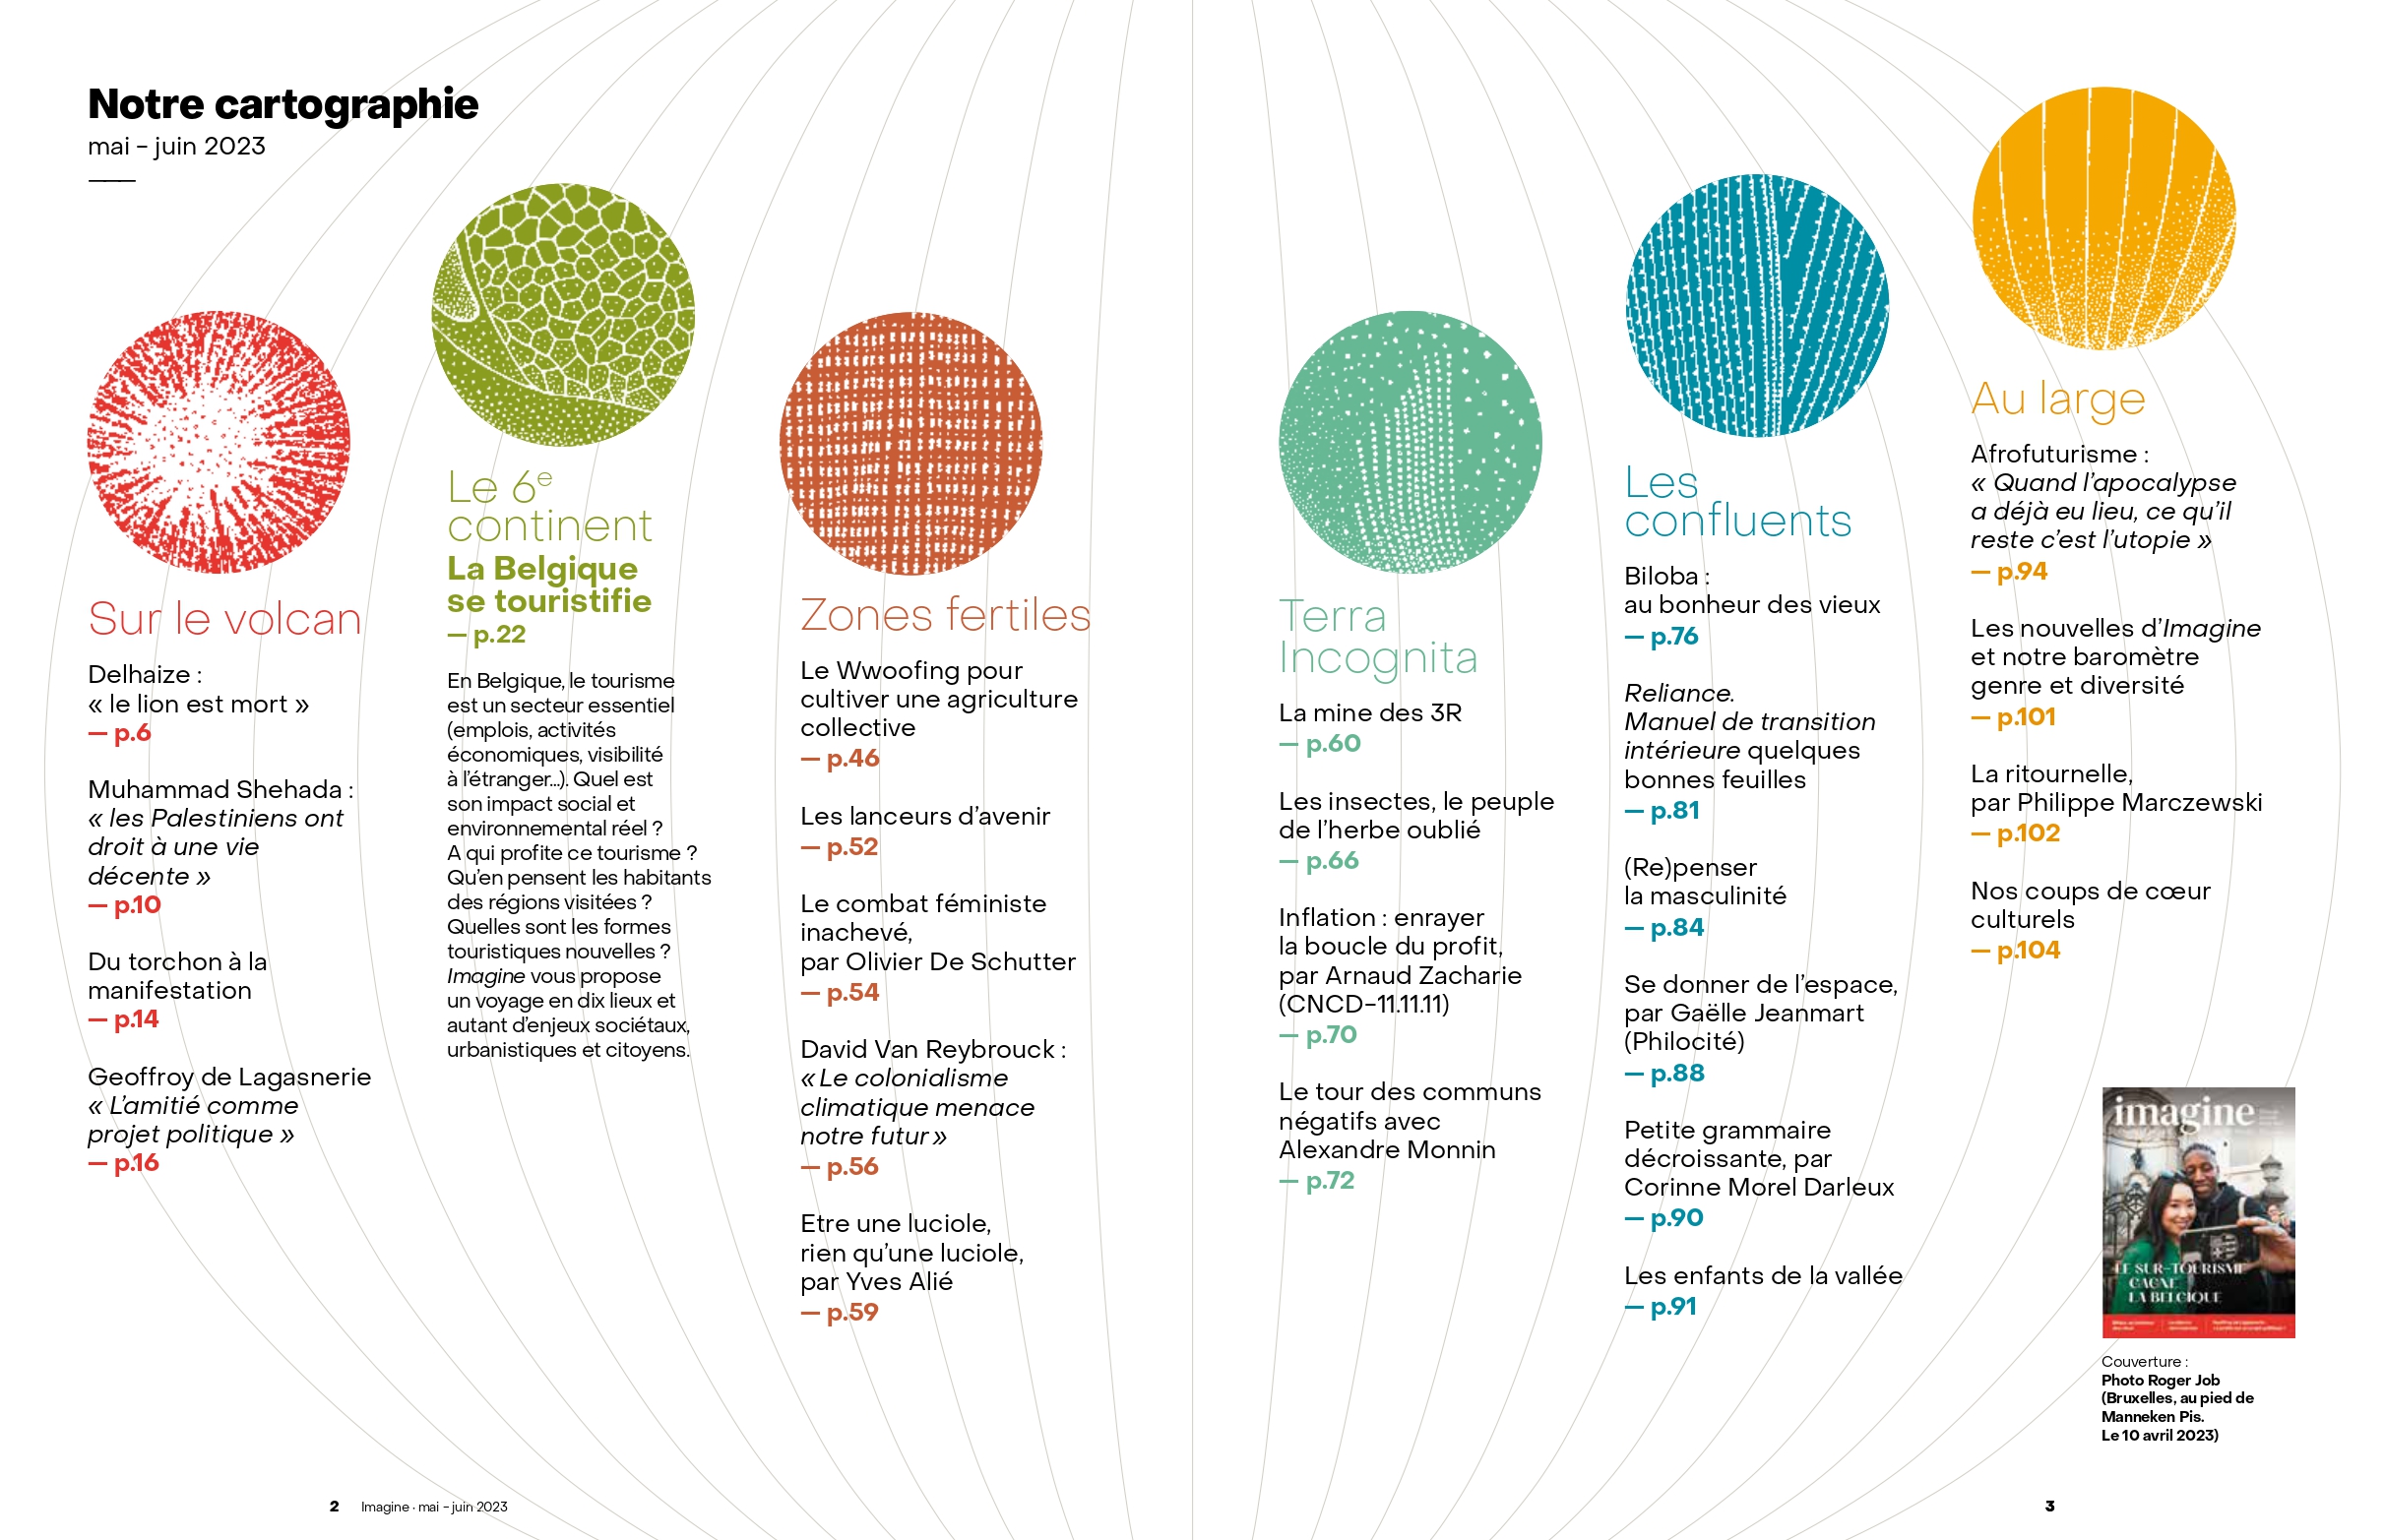 Notre cartographie
mai – juin 2023
Sur le volcan
Delhaize :
« le lion est mort »
— p.6
Muhammad Shehada :
« les Palestiniens ont
droit à une vie
décente »
— p.10
Du torchon à la
manifestation
— p.14
Geoffroy de Lagasnerie
« L’amitié comme
projet politique »
— p.16
Le 6e
continent
La Belgique
se touristifie
— p.22
En Belgique, le tourisme
est un secteur essentiel
(emplois, activités
économiques, visibilité
à l’étranger...). Quel est
son impact social et
environnemental réel ?
A qui profite ce tourisme ?
Qu’en pensent les habitants
des régions visitées ?
Quelles sont les formes
touristiques nouvelles ?
Imagine vous propose
un voyage en dix lieux et
autant d’enjeux sociétaux,
urbanistiques et citoyens.
Zones fertiles
Le Wwoofing pour
cultiver une agriculture
collective
— p.46
Les lanceurs d’avenir
— p.52
Le combat féministe
inachevé,
par Olivier De Schutter
— p.54
David Van Reybrouck :
« Le colonialisme
climatique menace
notre futur »
— p.56
Etre une luciole,
rien qu’une luciole,
par Yves Alié
— p.59
Terra
Incognita
La mine des 3R
— p.60
Les insectes, le peuple
de l’herbe oublié
— p.66
Inflation : enrayer
la boucle du profit,
par Arnaud Zacharie
(CNCD-11.11.11)
— p.70
Le tour des communs
négatifs avec
Alexandre Monnin
— p.72
Les
confluents
Biloba :
au bonheur des vieux
— p.76
Reliance.
Manuel de transition
intérieure quelques
bonnes feuilles
— p.81
(Re)penser
la masculinité
— p.84
Se donner de l’espace,
par Gaëlle Jeanmart
(Philocité)
— p.88
Petite grammaire
décroissante, par
Corinne Morel Darleux
— p.90
Les enfants de la vallée
— p.91
Au large
Afrofuturisme :
« Quand l’apocalypse
a déjà eu lieu, ce qu’il
reste c’est l’utopie »
— p.94
Les nouvelles d’Imagine
et notre baromètre
genre et diversité
— p.101
La ritournelle,
par Philippe Marczewski
— p.102
Nos coups de cœur
culturels
— p.104
imagine
LE SUR-TOURISME
GAGNE
LA BELGIQUE
Couverture :
Photo Roger Job
(Bruxelles, au pied de
Manneken Pis.
Le 10 avril 2023)
2 Imagine · mai – juin 2023
3